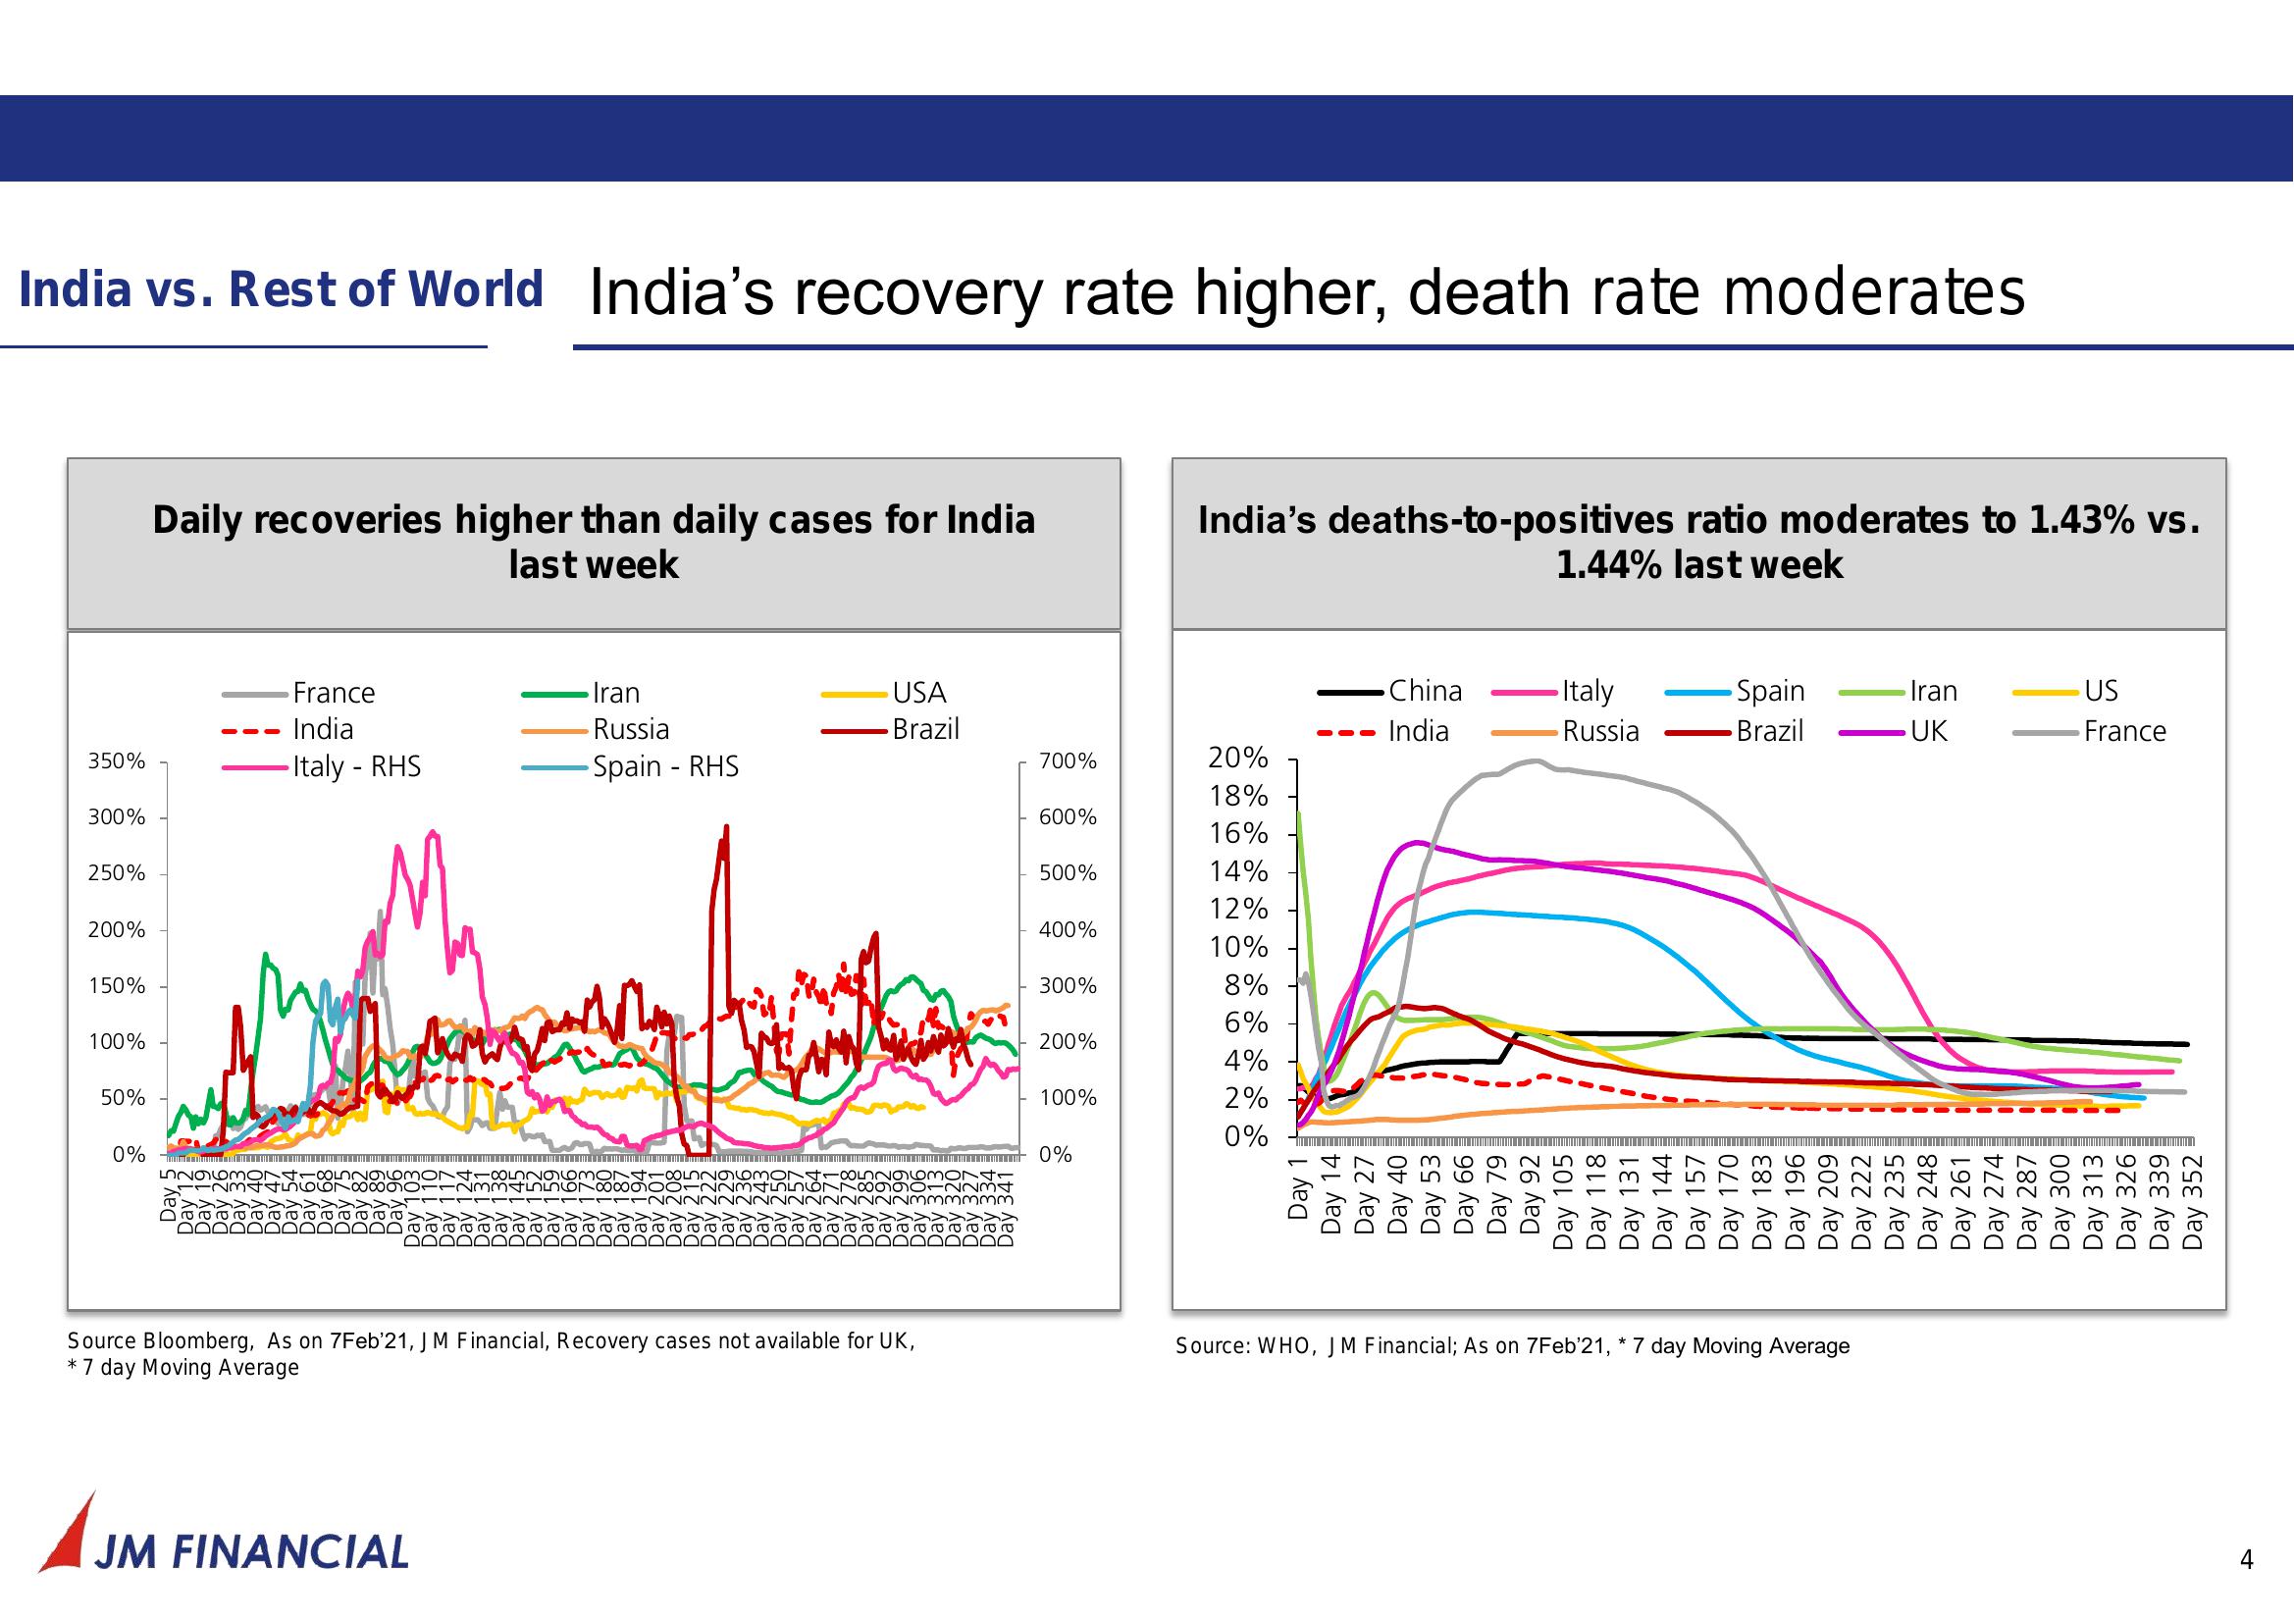 India vs. Rest of World
India’s recovery rate higher, death rate moderates
Daily recoveries higher than daily cases for India
last week
France
Iran
USA
India
Russia
Brazil
Italy - RHS
Spain - RHS
350%
300%
250%
200%
150%
100%
50%
0%
700%
600%
500%
400%
300%
200%
100%
0%
Day 5
Day 12
Day 19
Day 26
Day 33
Day 40
Day 47
Day 54
Day 61
Day 68
Day 75
Day 82
Day 89
Day 96
Day 103
Day 110
Day 117
Day 124
Day 131
Day 138
Day 145
Day 152
Day 159
Day 166
Day 173
Day 180
Day 187
Day 194
Day 201
Day 208
Day 215
Day 222
Day 229
Day 236
Day 243
Day 250
Day 257
Day 264
Day 271
Day 278
Day 285
Day 292
Day 299
Day 306
Day 313
Day 320
Day 327
Day 334
Day 341
Source Bloomberg, As on 7Feb’21, JM Financial, Recovery cases not available for UK,
* 7 day Moving Average
India’s deaths-to-positives ratio moderates to 1.43% vs.
1.44% last week
China
Italy
Spain
Iran
US
India
Russia
Brazil
UK
France
20%
18%
16%
14%
12%
10%
8%
6%
4%
2%
0%
Day 1
Day 14
Day 27
Day 40
Day 53
Day 66
Day 79
Day 92
Day 105
Day 118
Day 131
Day 144
Day 157
Day 170
Day 183
Day 196
Day 209
Day 222
Day 235
Day 248
Day 261
Day 274
Day 287
Day 300
Day 313
Day 326
Day 339
Day 352
Source: WHO, JM Financial; As on 7Feb’21, * 7 day Moving Average
JM FINANCIAL
4